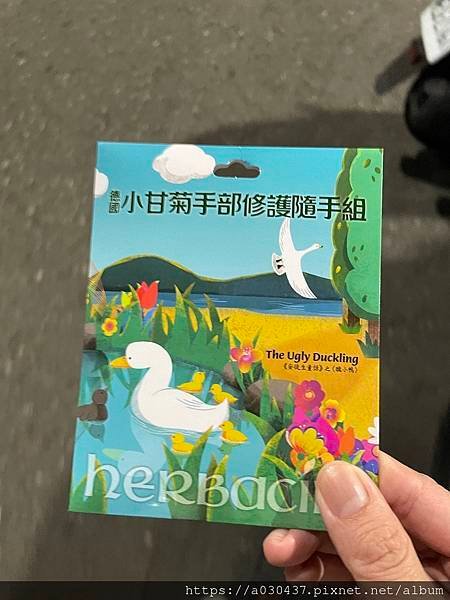 德國
小甘菊手部修護隨手組
The Ugly Duckling
《安徒生童話》之〈醜小鴨〉
herbaci
https://a030437.pixnet.net/album